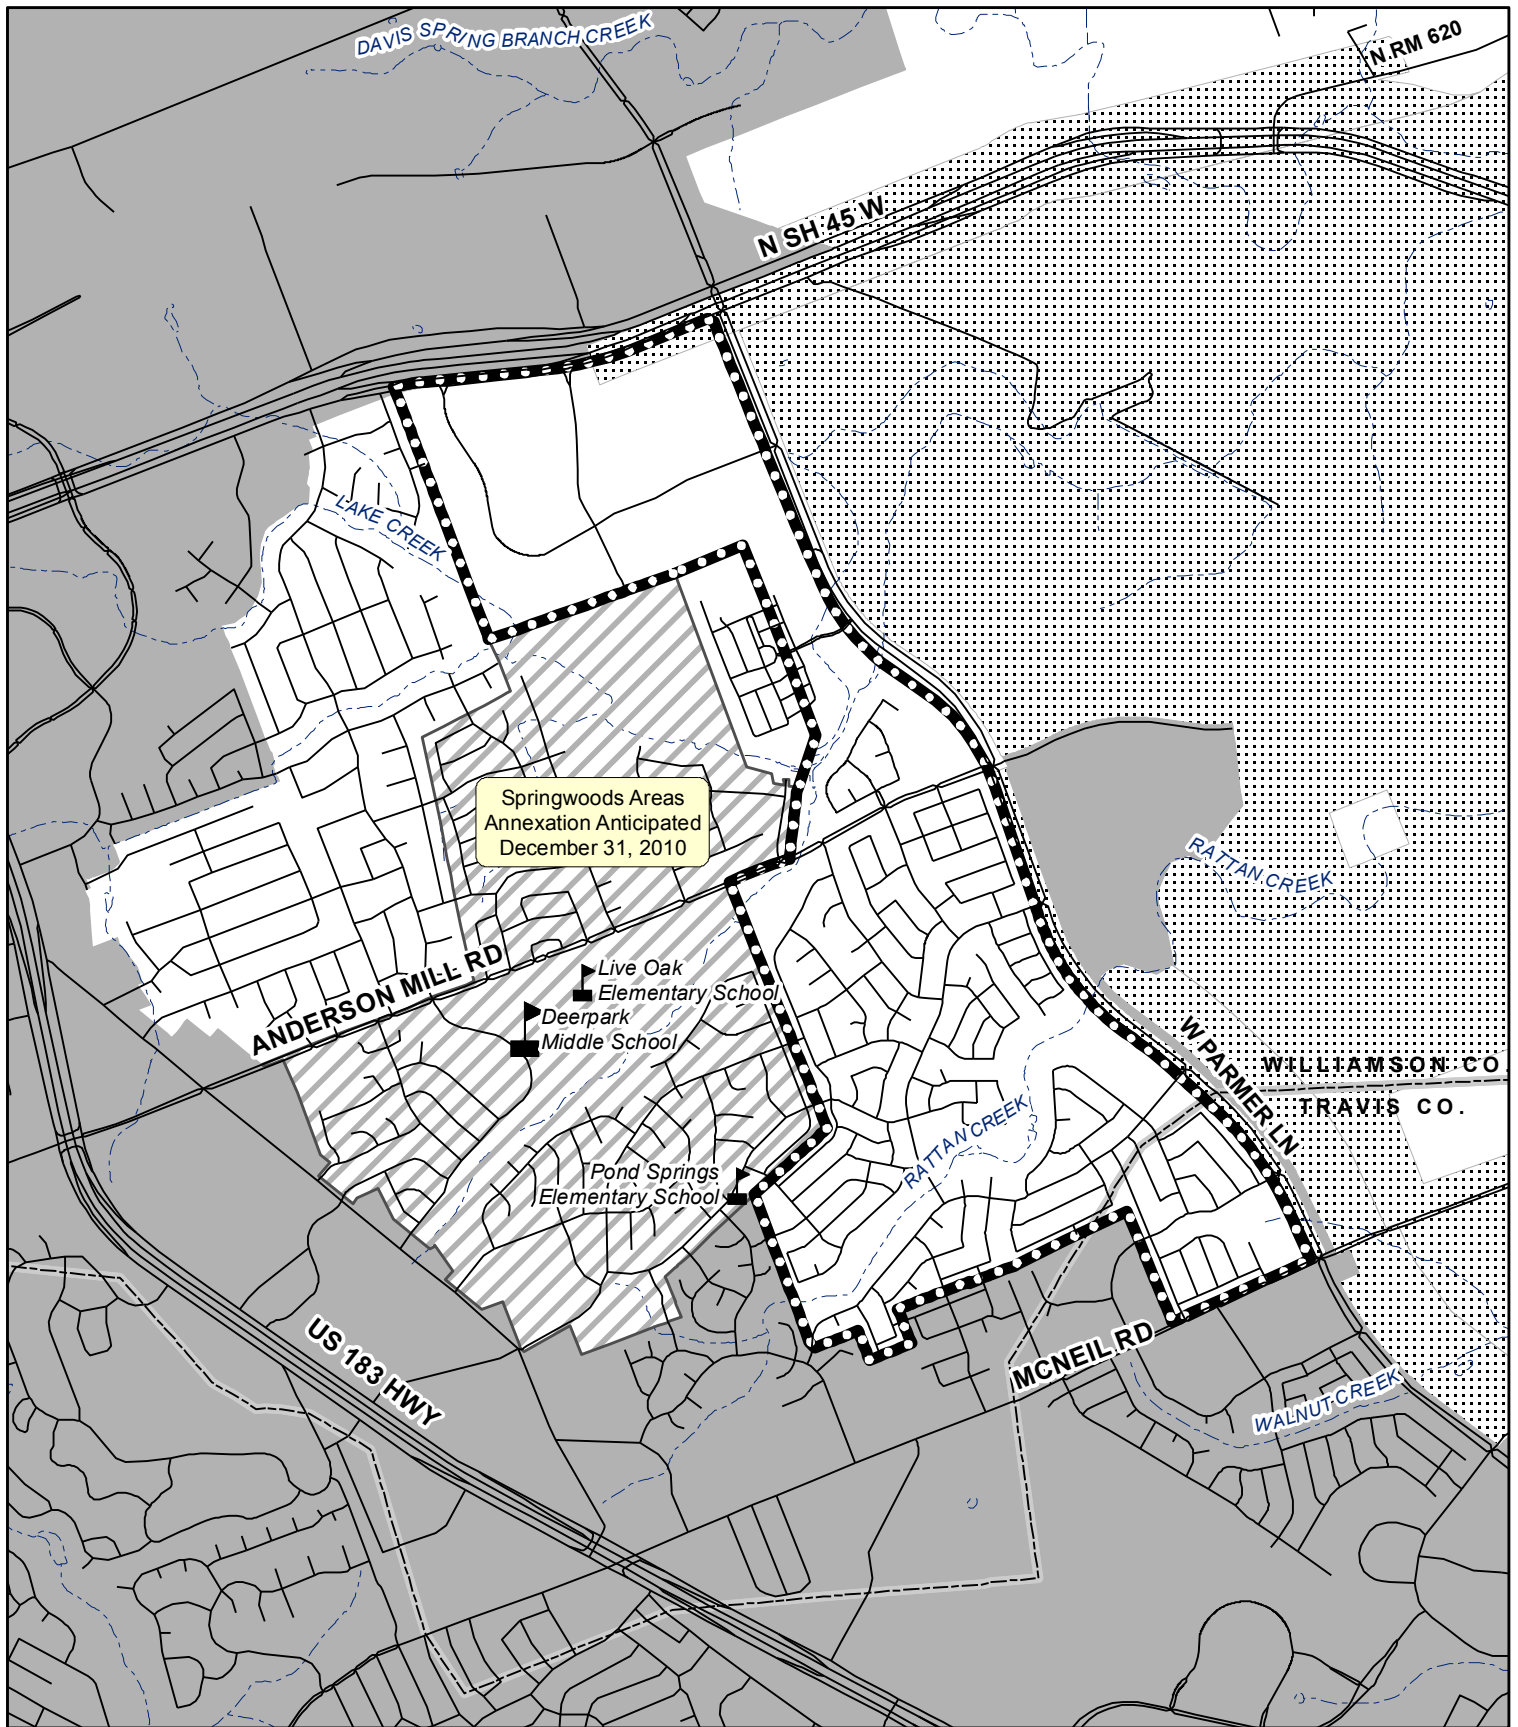 DAVIS SPRING BRANCH CREEK
N RM 620
N SH 45 W
LAKE CREEK
Springwoods Areas
Annexation Anticipated
December 31, 2010
RATTAN CREEK
ANDERSON MILL RD
Live Oak
Elementary School
Deerpark
Middle School
W PARMER LN
WILLIAMSON CO.
TRAVIS CO.
RATTAN CREEK
Pond Springs
Elementary School
US 183 HWY
MCNEIL RD
WALNUT CREEK